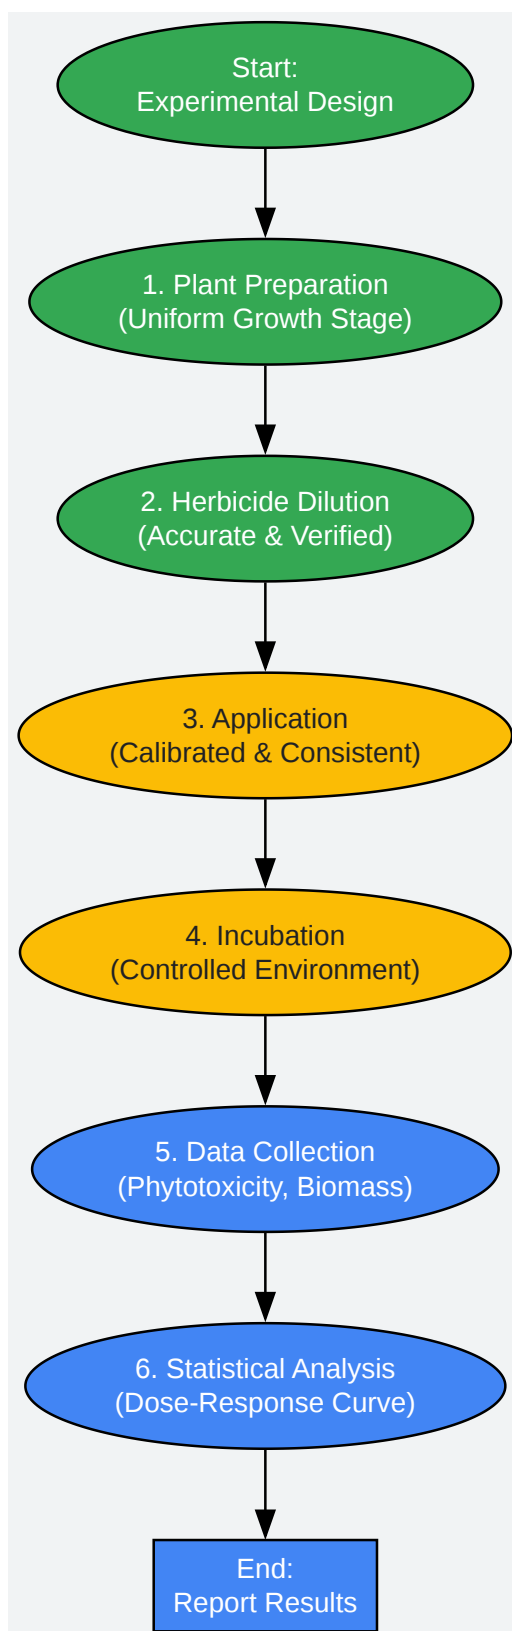 Start:
Experimental Design
1. Plant Preparation
(Uniform Growth Stage)
2. Herbicide Dilution
(Accurate & Verified)
3. Application
(Calibrated & Consistent)
4. Incubation
(Controlled Environment)
5. Data Collection
(Phytotoxicity, Biomass)
6. Statistical Analysis
(Dose-Response Curve)
End:
Report Results